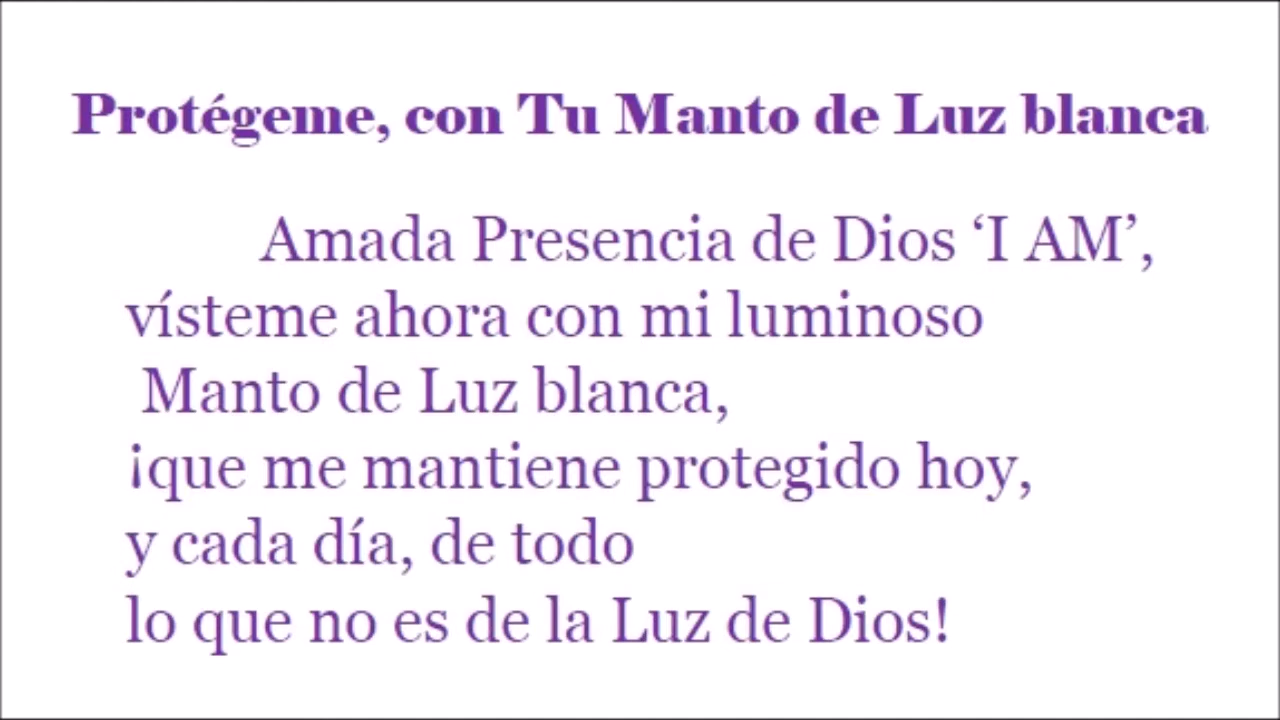 Protégeme, con Tu Manto de Luz blanca
Amada Presencia de Dios ‘I AM’,
vísteme ahora con mi luminoso
Manto de Luz blanca,
¡que me mantiene protegido hoy,
y cada día, de todo
lo que no es de la Luz de Dios!